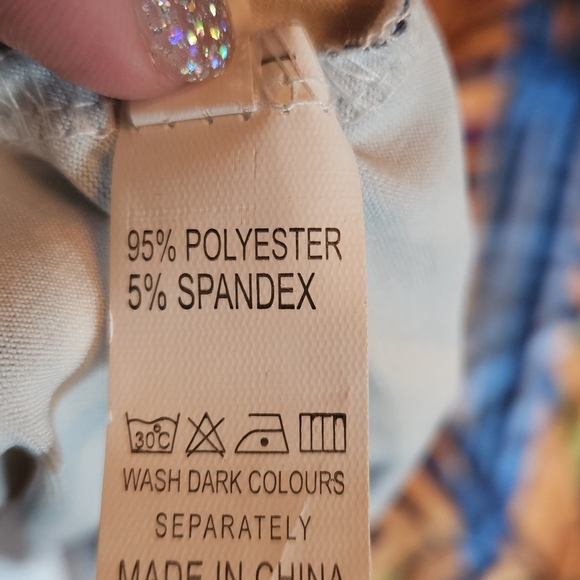 95% POLYESTER
5% SPANDEX
30°C
WASH DARK COLOURS
SEPARATELY
MADE IN CHINA